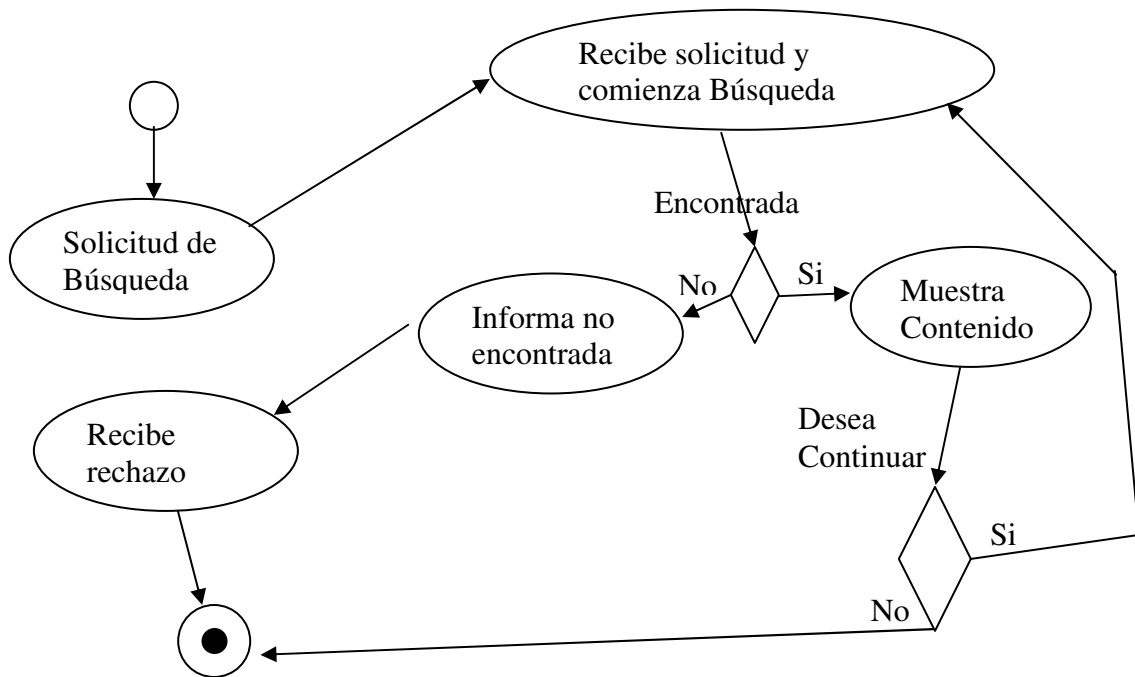 Recibe solicitud y
comienza Búsqueda
Solicitud de
Búsqueda
Encontrada
No
Si
Muestra
Contenido
Informa no
encontrada
Recibe
rechazo
Desea
Continuar
Si
No